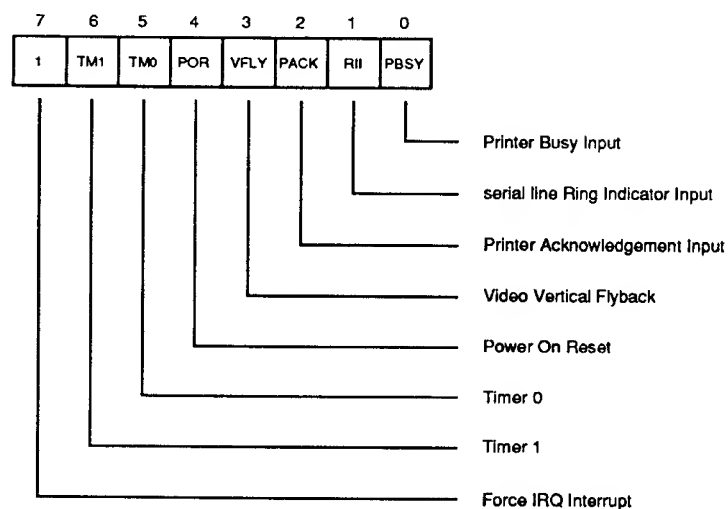 7 6 5 4 3 2 1 0
1 TM1 TM0 POR VFLY PACK RII PBSY
Printer Busy Input
serial line Ring Indicator Input
Printer Acknowledgement Input
Video Vertical Flyback
Power On Reset
Timer 0
Timer 1
Force IRQ Interrupt